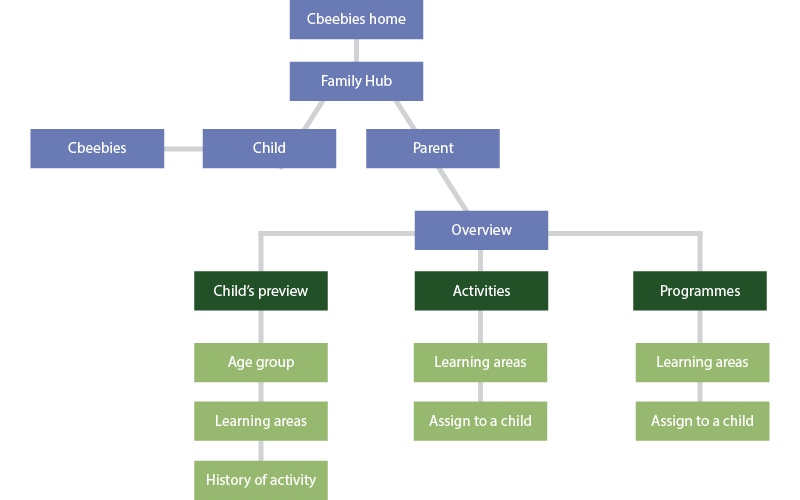 Cbeebies home
Family Hub
Cbeebies
Child
Parent
Overview
Child’s preview
Activities
Programmes
Age group
Learning areas
Learning areas
Learning areas
Assign to a child
Assign to a child
History of activity